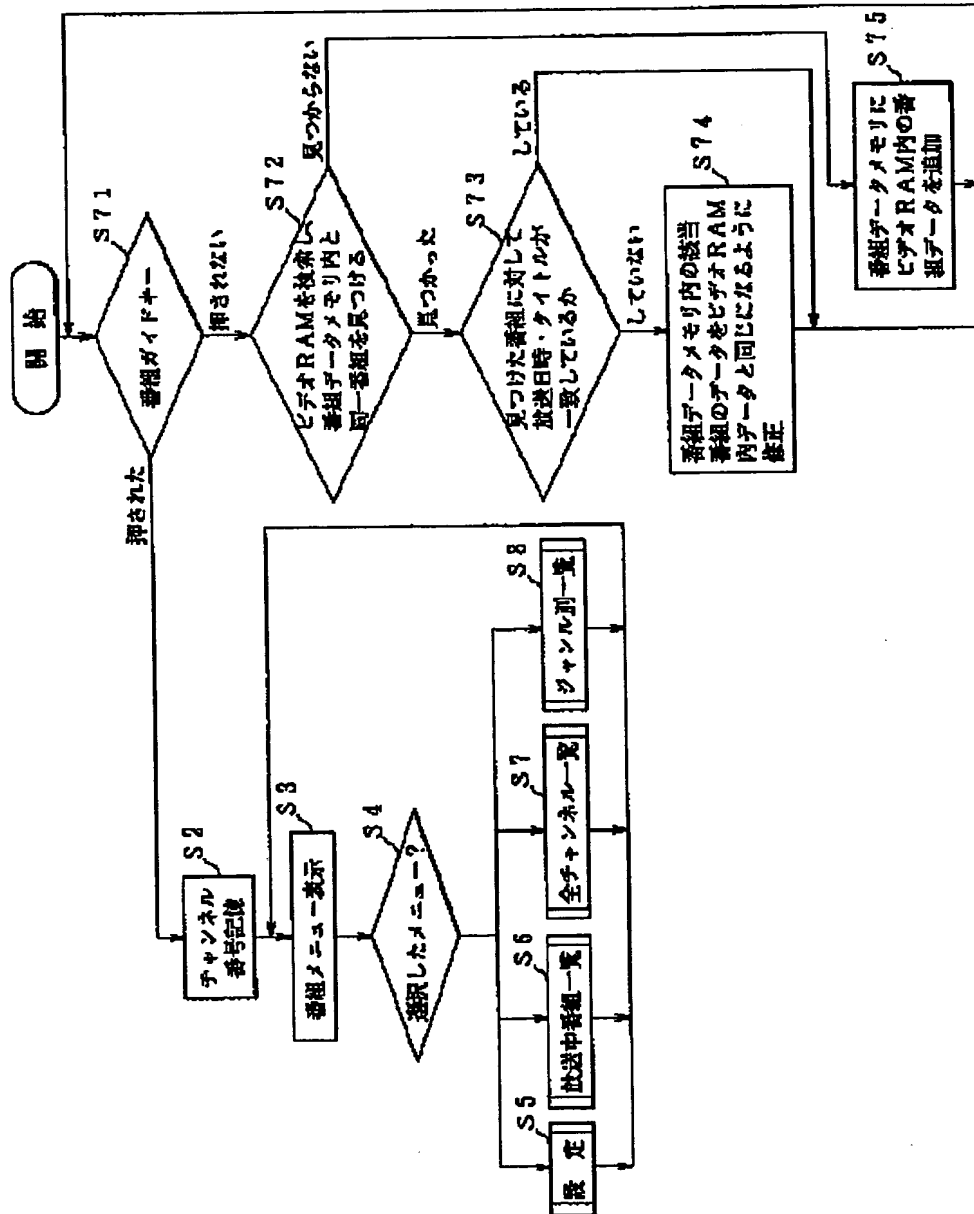 開 始
S71
番組ガイドキー
押された
押されない
S72
ビデオRAMを検索し
番組データメモリ内と
同一番組を見つける
見つからない
見つかった
S73
見つけた番組に対して
放送日時・タイトルが
一致しているか
している
していない
S74
番組データメモリ内の該当
番組のデータをビデオRAM
内データと同じになるように
修正
S75
番組データメモリに
ビデオRAM内の番
組データを追加
S2
チャンネル
番号記憶
S3
番組メニュー表示
S4
選択したメニュー?
S5
設 定
S6
放送中番組一覧
S7
全チャンネル一覧
S8
ジャンル別一覧